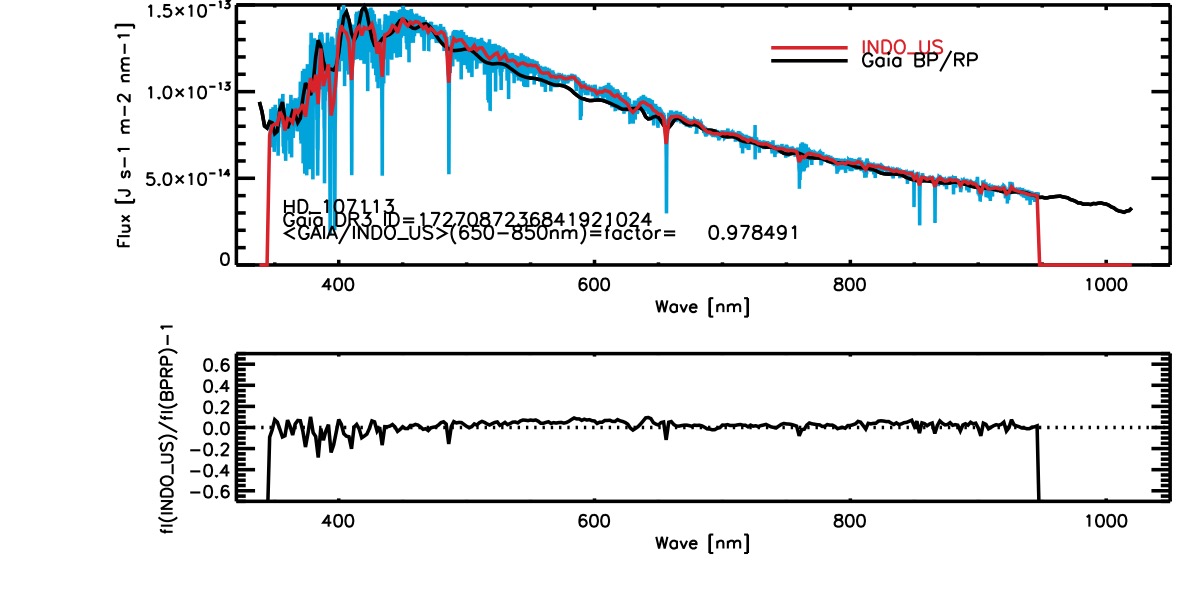 1.5×10−13
1.0×10−13
5.0×10−14
0
Flux [J s−1 m−2 nm−1]
INDO_US
Gaia BP/RP
HD_107113
Gaia DR3 ID=1727087236841921024
<GAIA/INDO_US>(650−850nm)=factor= 0.978491
400 600 800 1000
Wave [nm]
fl(INDO_US)/fl(BPRP)−1
0.6
0.4
0.2
0.0
−0.2
−0.4
−0.6
400 600 800 1000
Wave [nm]